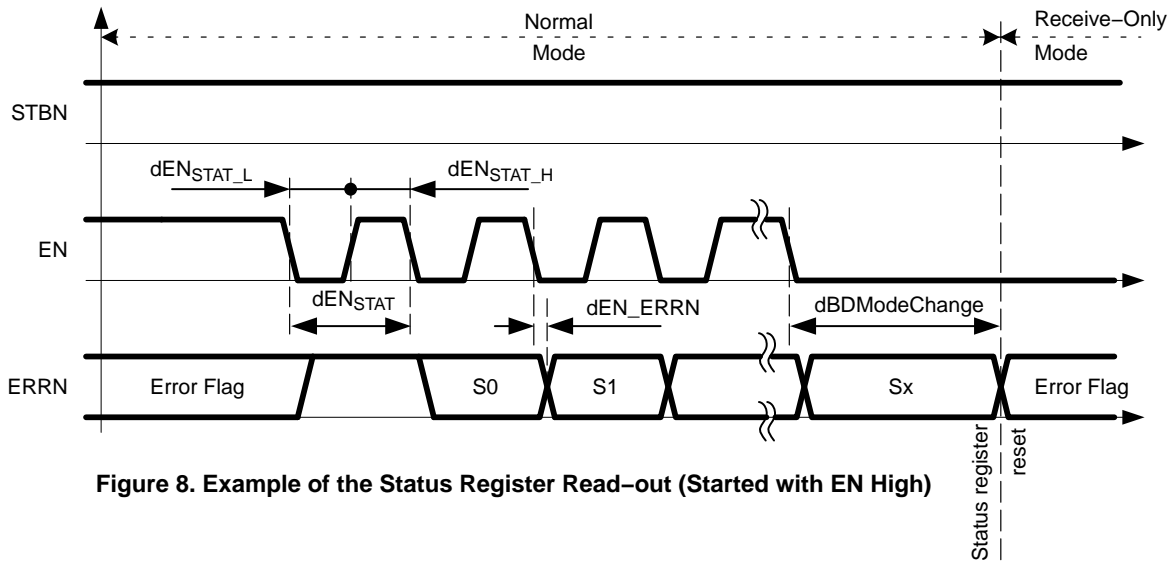 Normal
Receive–Only
Mode
Mode
STBN
dENSTAT_L
dENSTAT_H
EN
dENSTAT
dEN_ERRN
dBDModeChange
ERRN
Error Flag
S0
S1
Sx
Error Flag
Status register
reset
Figure 8. Example of the Status Register Read–out (Started with EN High)